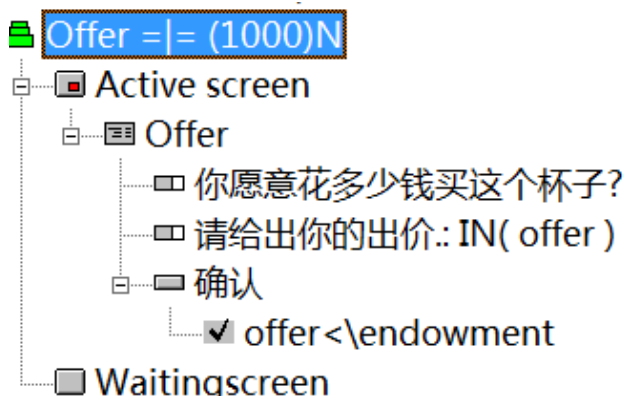 Offer =|= (1000)N
Active screen
Offer
你愿意花多少钱买这个杯子?
请给出你的出价.: IN( offer )
确认
offer<\endowment
Waitingscreen